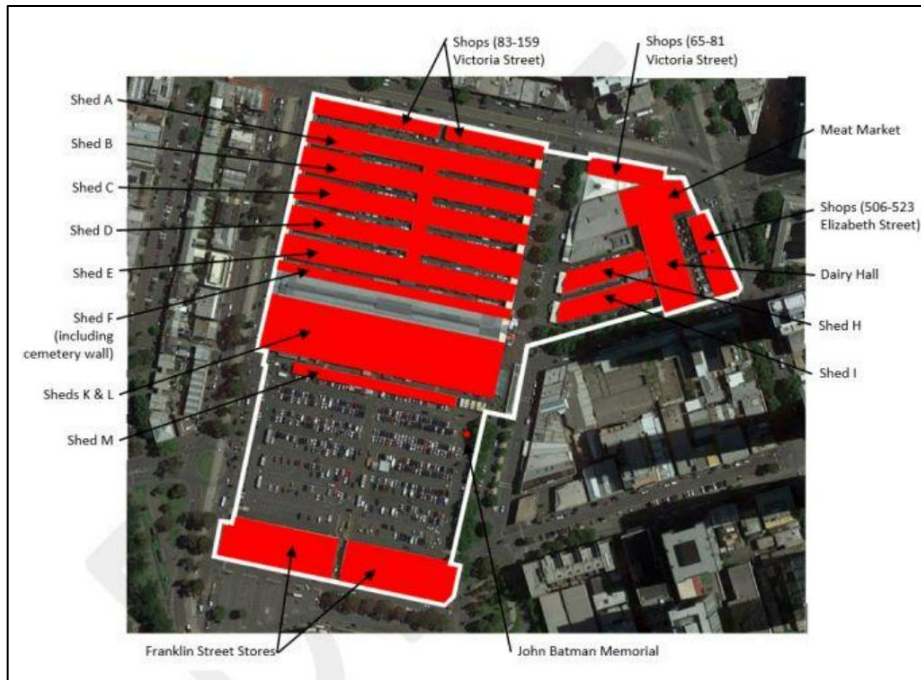 Shops (83-159
Victoria Street)
Shops (65-81
Victoria Street)
Shed A
Meat Market
Shed B
Shed C
Shops (506-523
Elizabeth Street)
Shed D
Shed E
Dairy Hall
Shed F
(including
cemetery wall)
Shed H
Shed I
Sheds K & L
Shed M
Franklin Street Stores
John Batman Memorial